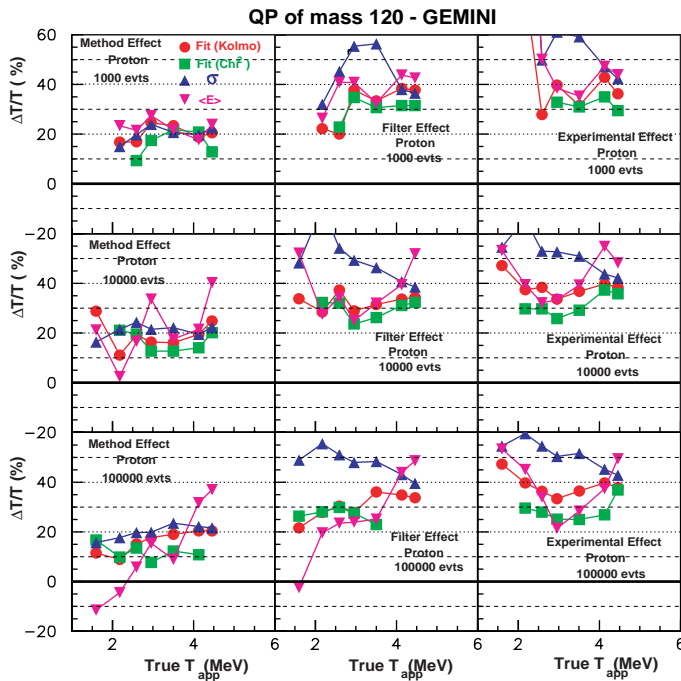 QP of mass 120 - GEMINI
ΔT/T ( %)
60
40
20
0
Method Effect
Proton
1000 evts
Fit (Kolmo)
Fit (Chi²)
σ
<E>
Filter Effect
Proton
1000 evts
Experimental Effect
Proton
1000 evts
ΔT/T ( %)
−20
40
20
0
Method Effect
Proton
10000 evts
Filter Effect
Proton
10000 evts
Experimental Effect
Proton
10000 evts
ΔT/T (%)
−20
40
20
0
−20
Method Effect
Proton
100000 evts
Filter Effect
Proton
100000 evts
Experimental Effect
Proton
100000 evts
2 4 6
2 4 6
2 4 6
True Tapp(MeV)
True Tapp(MeV)
True Tapp(MeV)